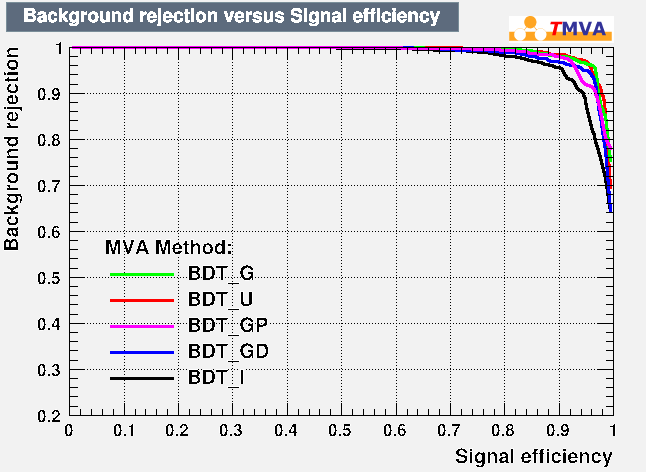 Background rejection versus Signal efficiency
TMVA
Background rejection
1
0.9
0.8
0.7
0.6
0.5
0.4
0.3
0.2
MVA Method:
BDT_G
BDT_U
BDT_GP
BDT_GD
BDT_I
0 0.1 0.2 0.3 0.4 0.5 0.6 0.7 0.8 0.9 1
Signal efficiency